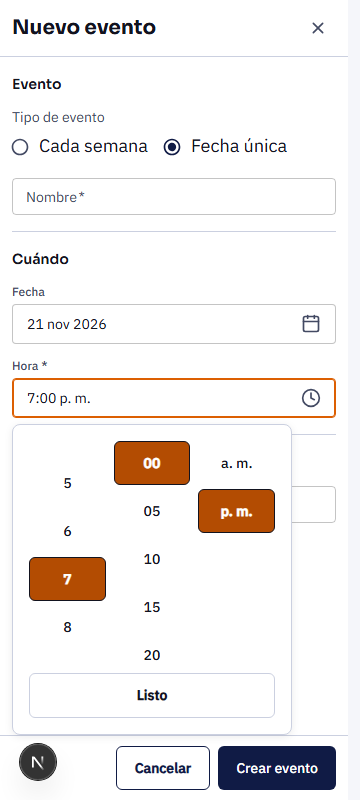 Nuevo evento
Evento
Tipo de evento
Cada semana Fecha única
Nombre*
Cuándo
Fecha
21 nov 2026
Hora *
7:00 p. m.
00 a. m.
5
05 p. m.
6
10
7
15
8
20
Listo
N
Cancelar Crear evento